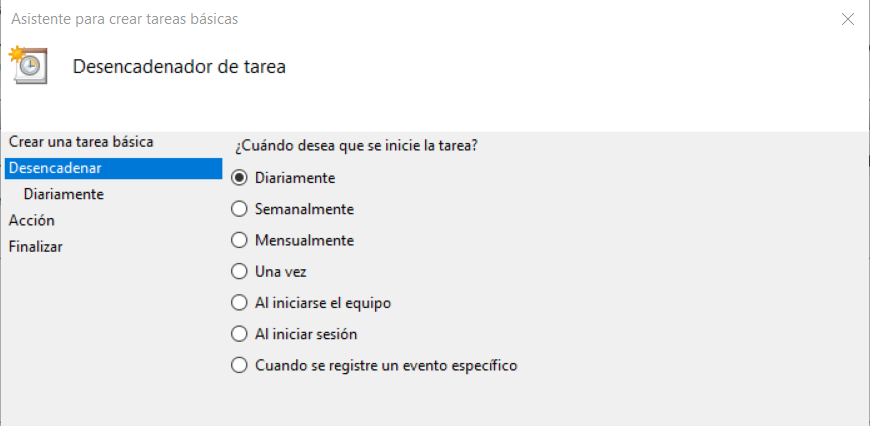 Asistente para crear tareas básicas
Desencadenador de tarea
Crear una tarea básica
Desencadenar
Diariamente
Acción
Finalizar
¿Cuándo desea que se inicie la tarea?
Diariamente
Semanalmente
Mensualmente
Una vez
Al iniciarse el equipo
Al iniciar sesión
Cuando se registre un evento específico